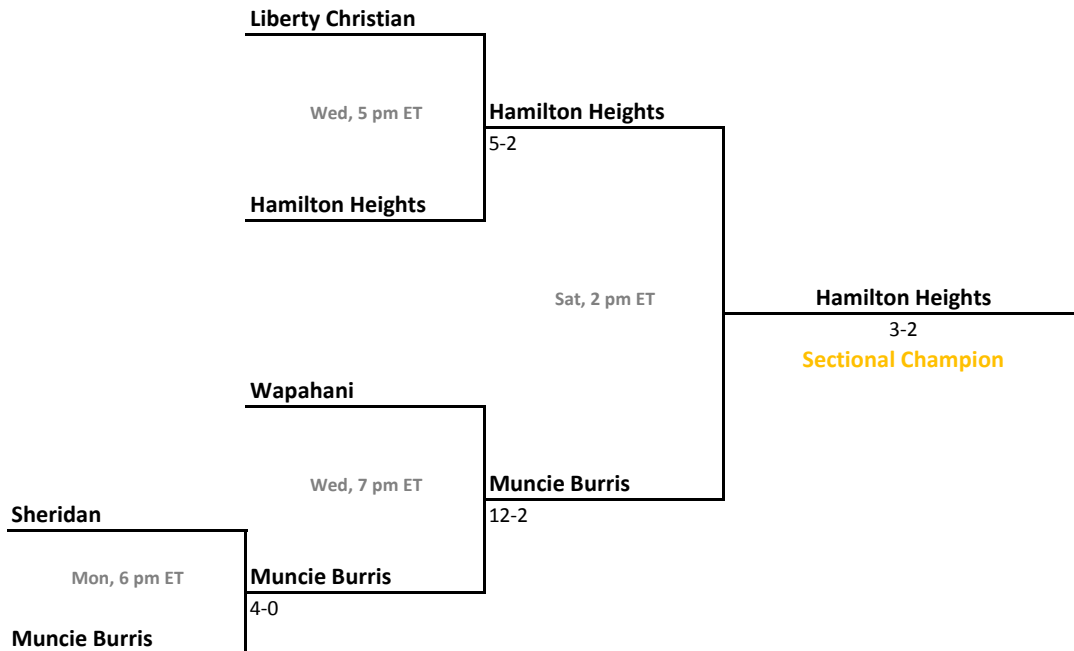 Liberty Christian
Wed, 5 pm ET
Hamilton Heights
5-2
Hamilton Heights
Sat, 2 pm ET
Hamilton Heights
3-2
Sectional Champion
Wapahani
Wed, 7 pm ET
Muncie Burris
12-2
Sheridan
Mon, 6 pm ET
Muncie Burris
4-0
Muncie Burris